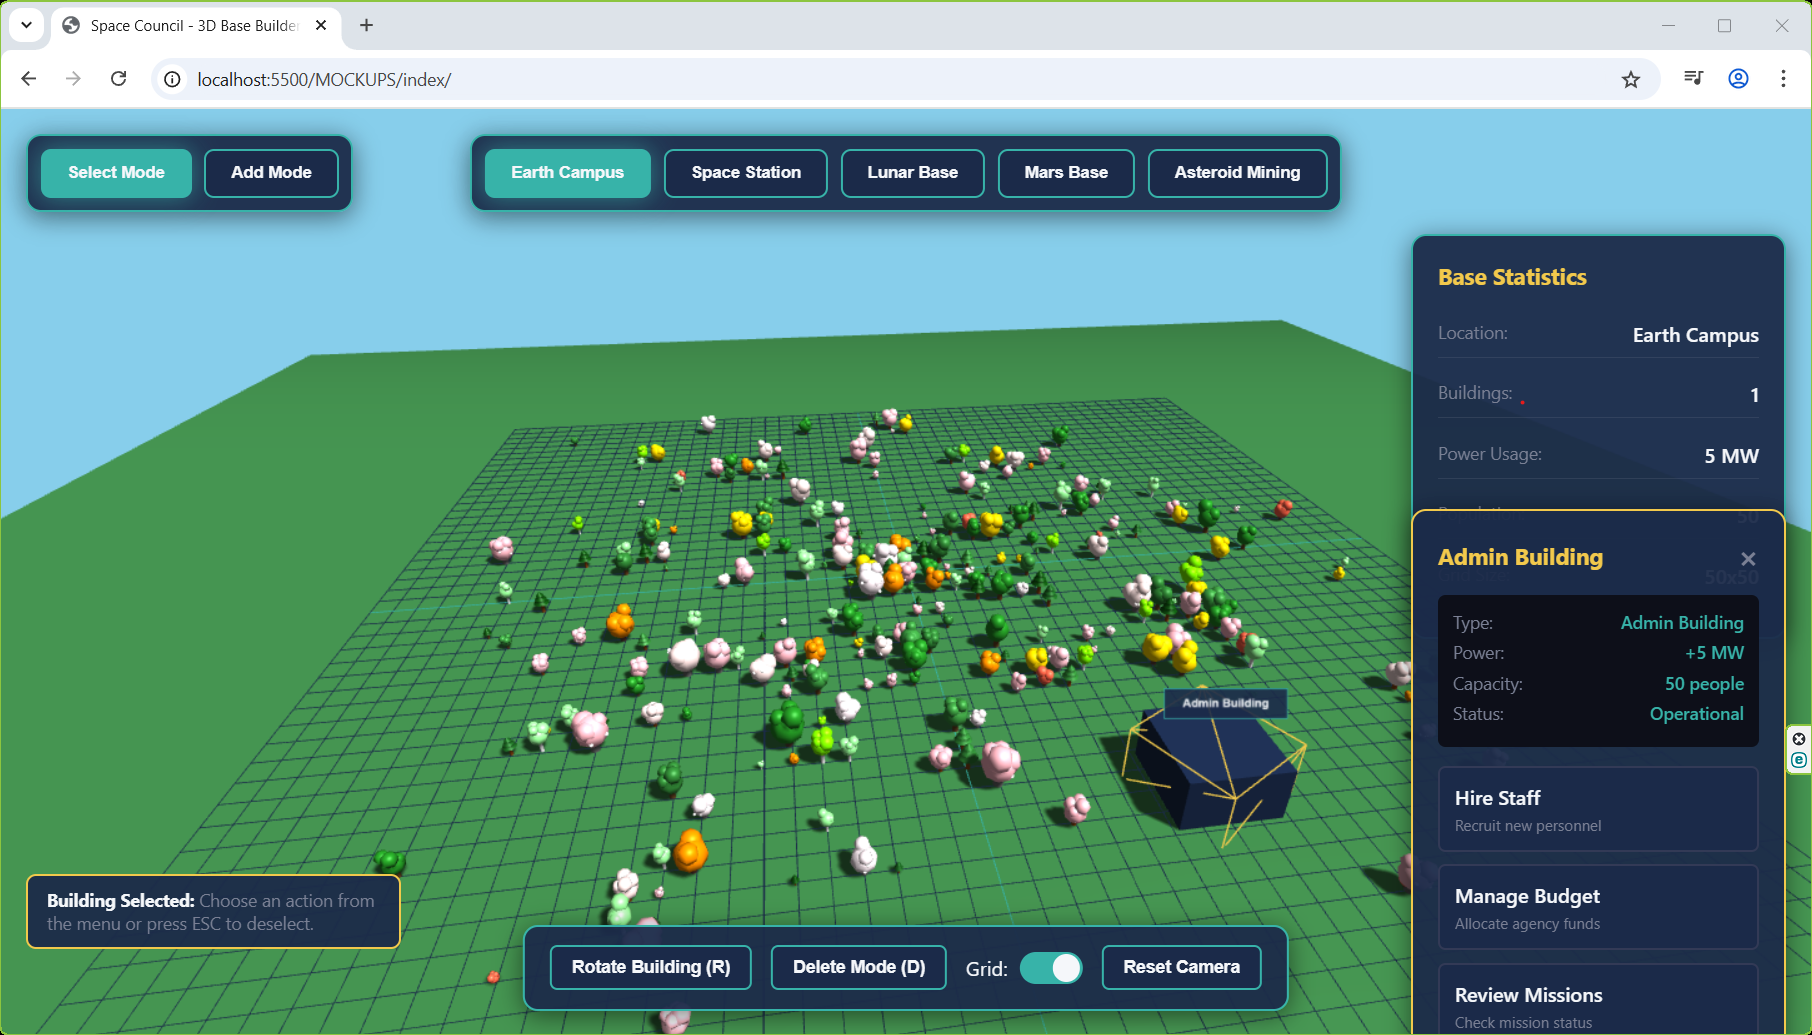 Space Council - 3D Base Builde
localhost:5500/MOCKUPS/index/
Select Mode
Add Mode
Earth Campus
Space Station
Lunar Base
Mars Base
Asteroid Mining
Base Statistics
Location:
Earth Campus
Buildings:
1
Power Usage:
5 MW
50
Admin Building
50x50
Type:
Admin Building
Power:
+5 MW
Capacity:
50 people
Status:
Operational
Hire Staff
Recruit new personnel
Manage Budget
Allocate agency funds
Review Missions
Check mission status
Admin Building
Building Selected: Choose an action from
the menu or press ESC to deselect.
Rotate Building (R)
Delete Mode (D)
Grid:
Reset Camera